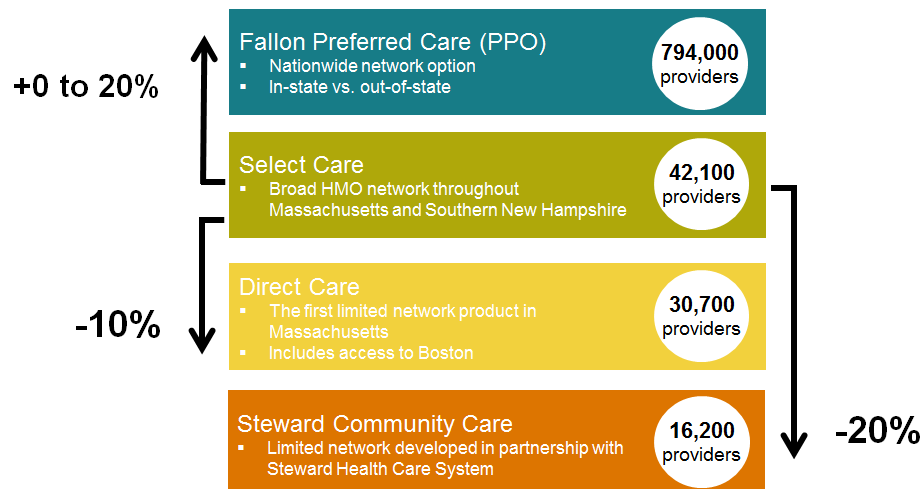 +0 to 20%
Fallon Preferred Care (PPO)
▪ Nationwide network option
▪ In-state vs. out-of-state
794,000
providers
Select Care
▪ Broad HMO network throughout
Massachusetts and Southern New Hampshire
42,100
providers
-10%
Direct Care
▪ The first limited network product in
Massachusetts
▪ Includes access to Boston
30,700
providers
Steward Community Care
▪ Limited network developed in partnership with
Steward Health Care System
16,200
providers
-20%